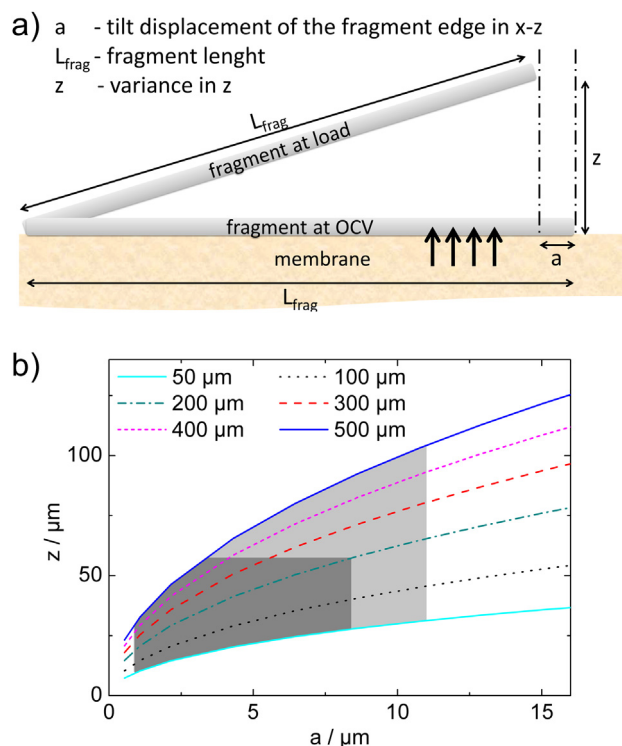 a) a - tilt displacement of the fragment edge in x-z
Lfrag - fragment lenght
z - variance in z
Lfrag
fragment at load
z
fragment at OCV
membrane
a
Lfrag
b)
50 µm 100 µm
200 µm 300 µm
400 µm 500 µm
100
50
0
z / µm
0 5 10 15
a / µm